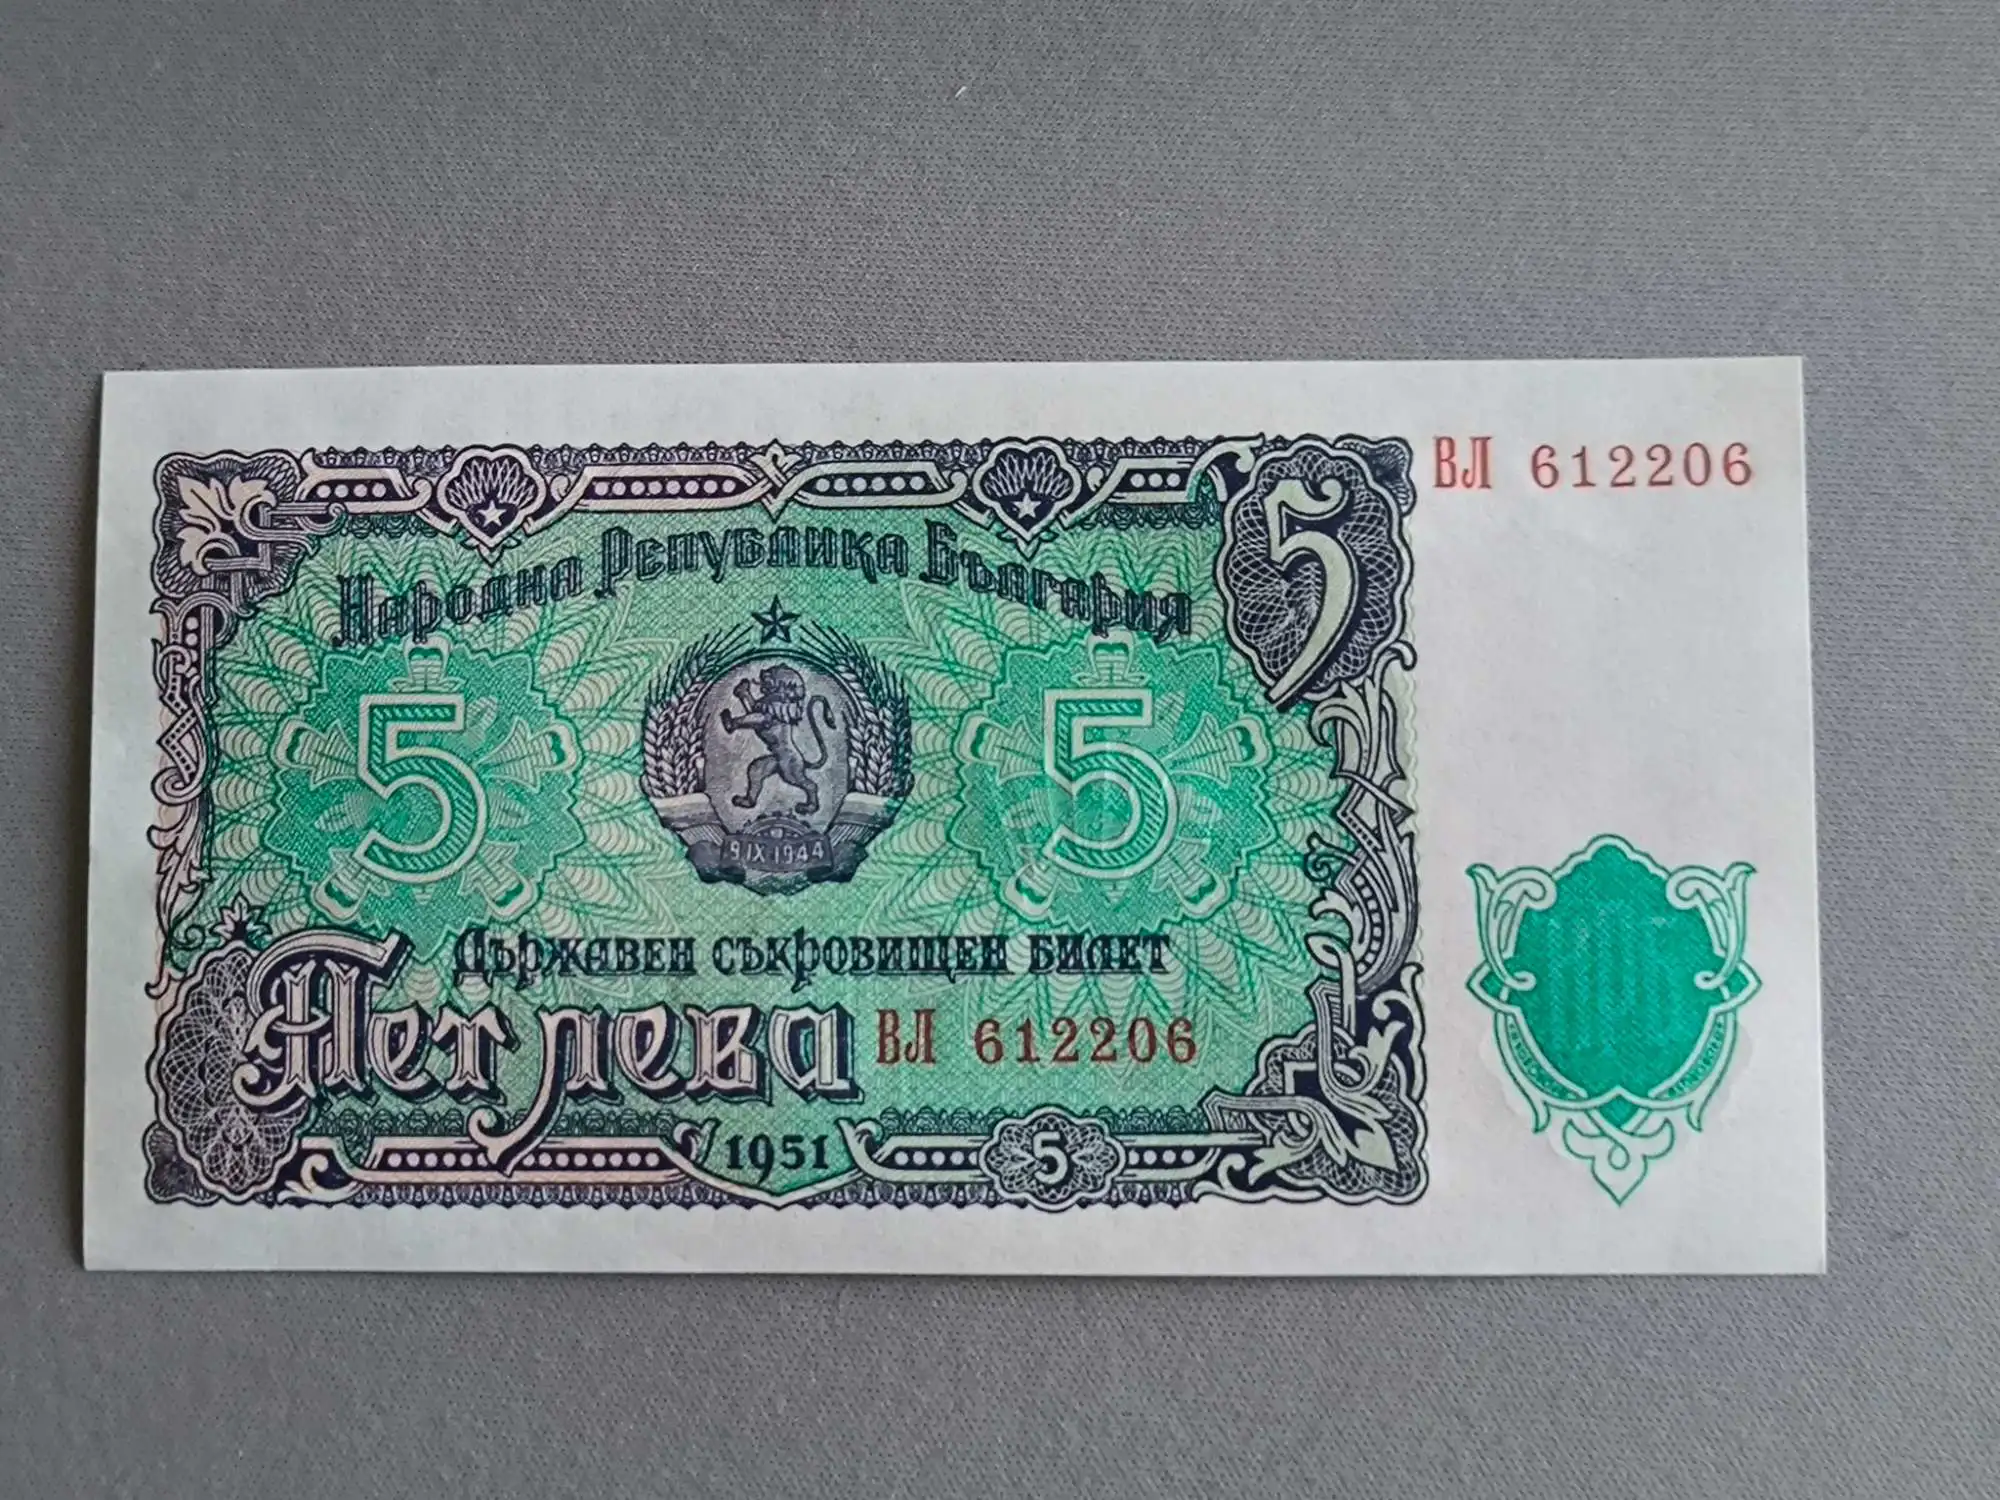 ВЛ 612206
Народна Република България
5
5
5
9 IX 1944
Държавен съкровищен билет
Пет лева
ВЛ 612206
1951
5